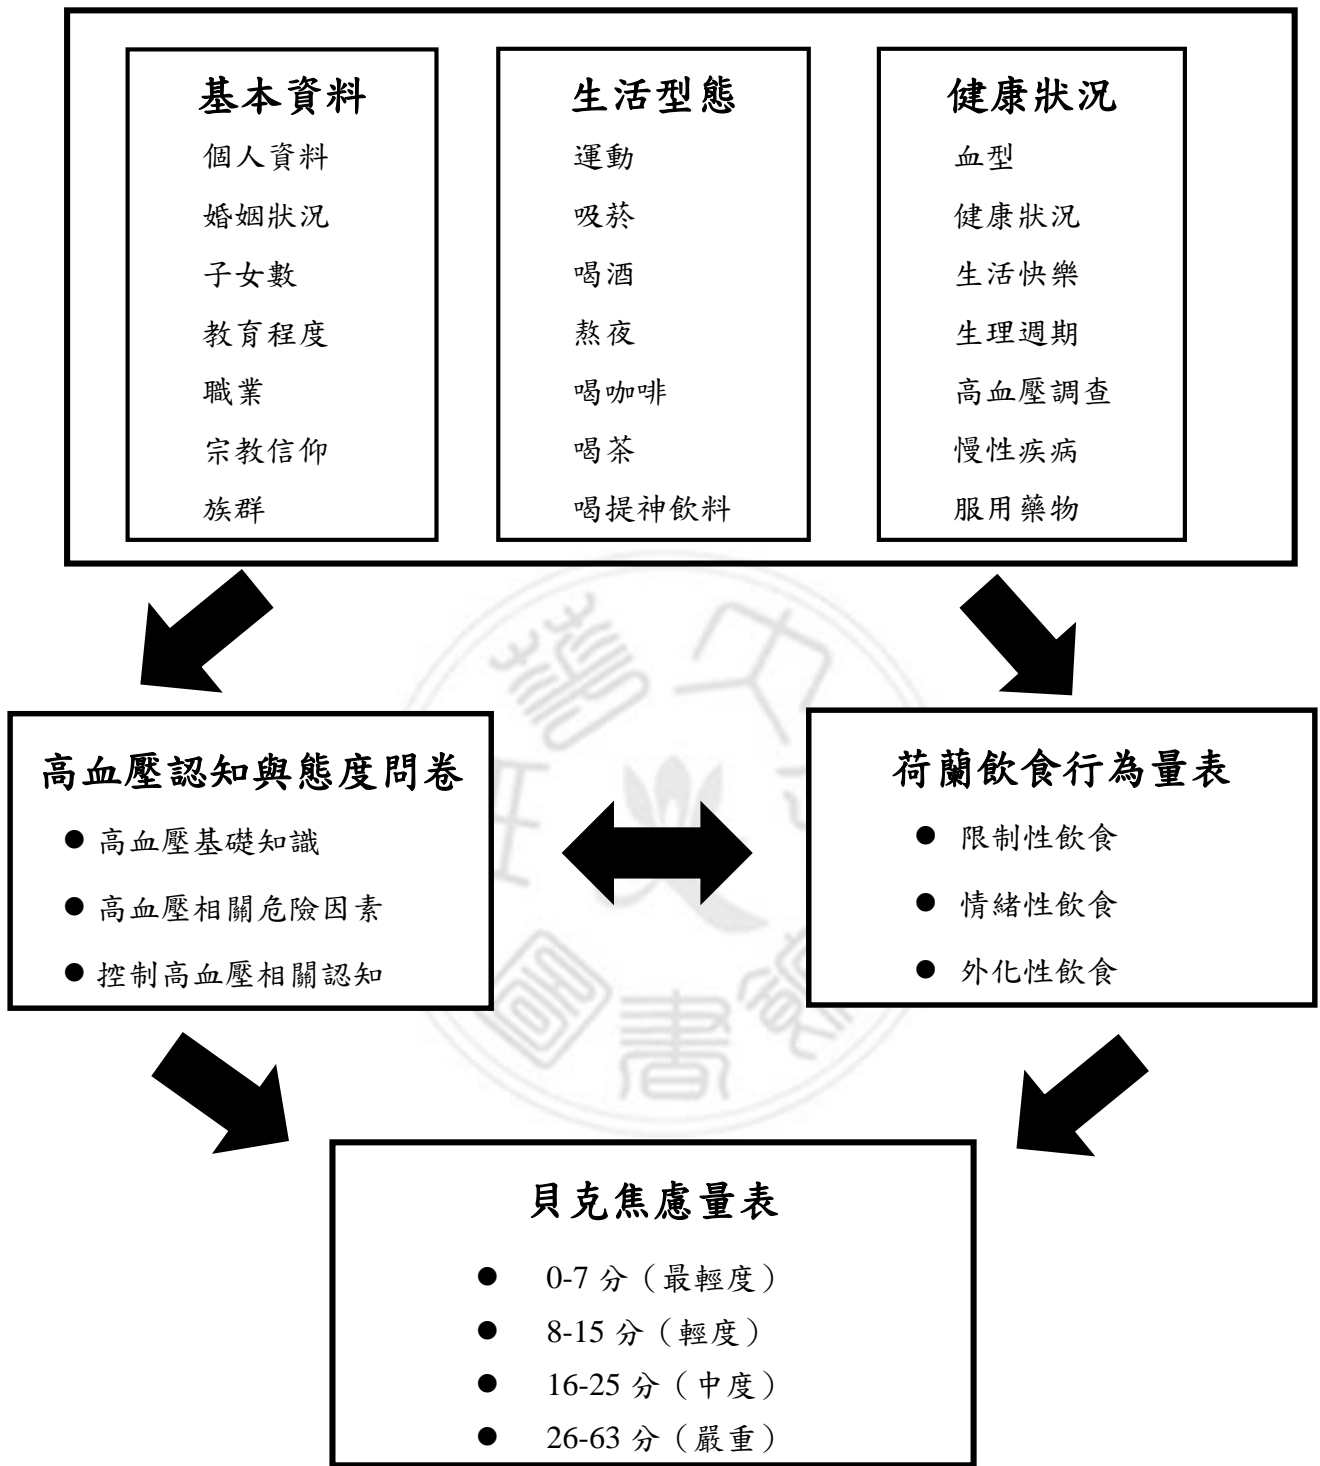 基本資料
個人資料
婚姻狀況
子女數
教育程度
職業
宗教信仰
族群
生活型態
運動
吸菸
喝酒
熬夜
喝咖啡
喝茶
喝提神飲料
健康狀況
血型
健康狀況
生活快樂
生理週期
高血壓調查
慢性疾病
服用藥物
高血壓認知與態度問卷
● 高血壓基礎知識
● 高血壓相關危險因素
● 控制高血壓相關認知
荷蘭飲食行為量表
● 限制性飲食
● 情緒性飲食
● 外化性飲食
貝克焦慮量表
● 0-7 分（最輕度）
● 8-15 分（輕度）
● 16-25 分（中度）
● 26-63 分（嚴重）